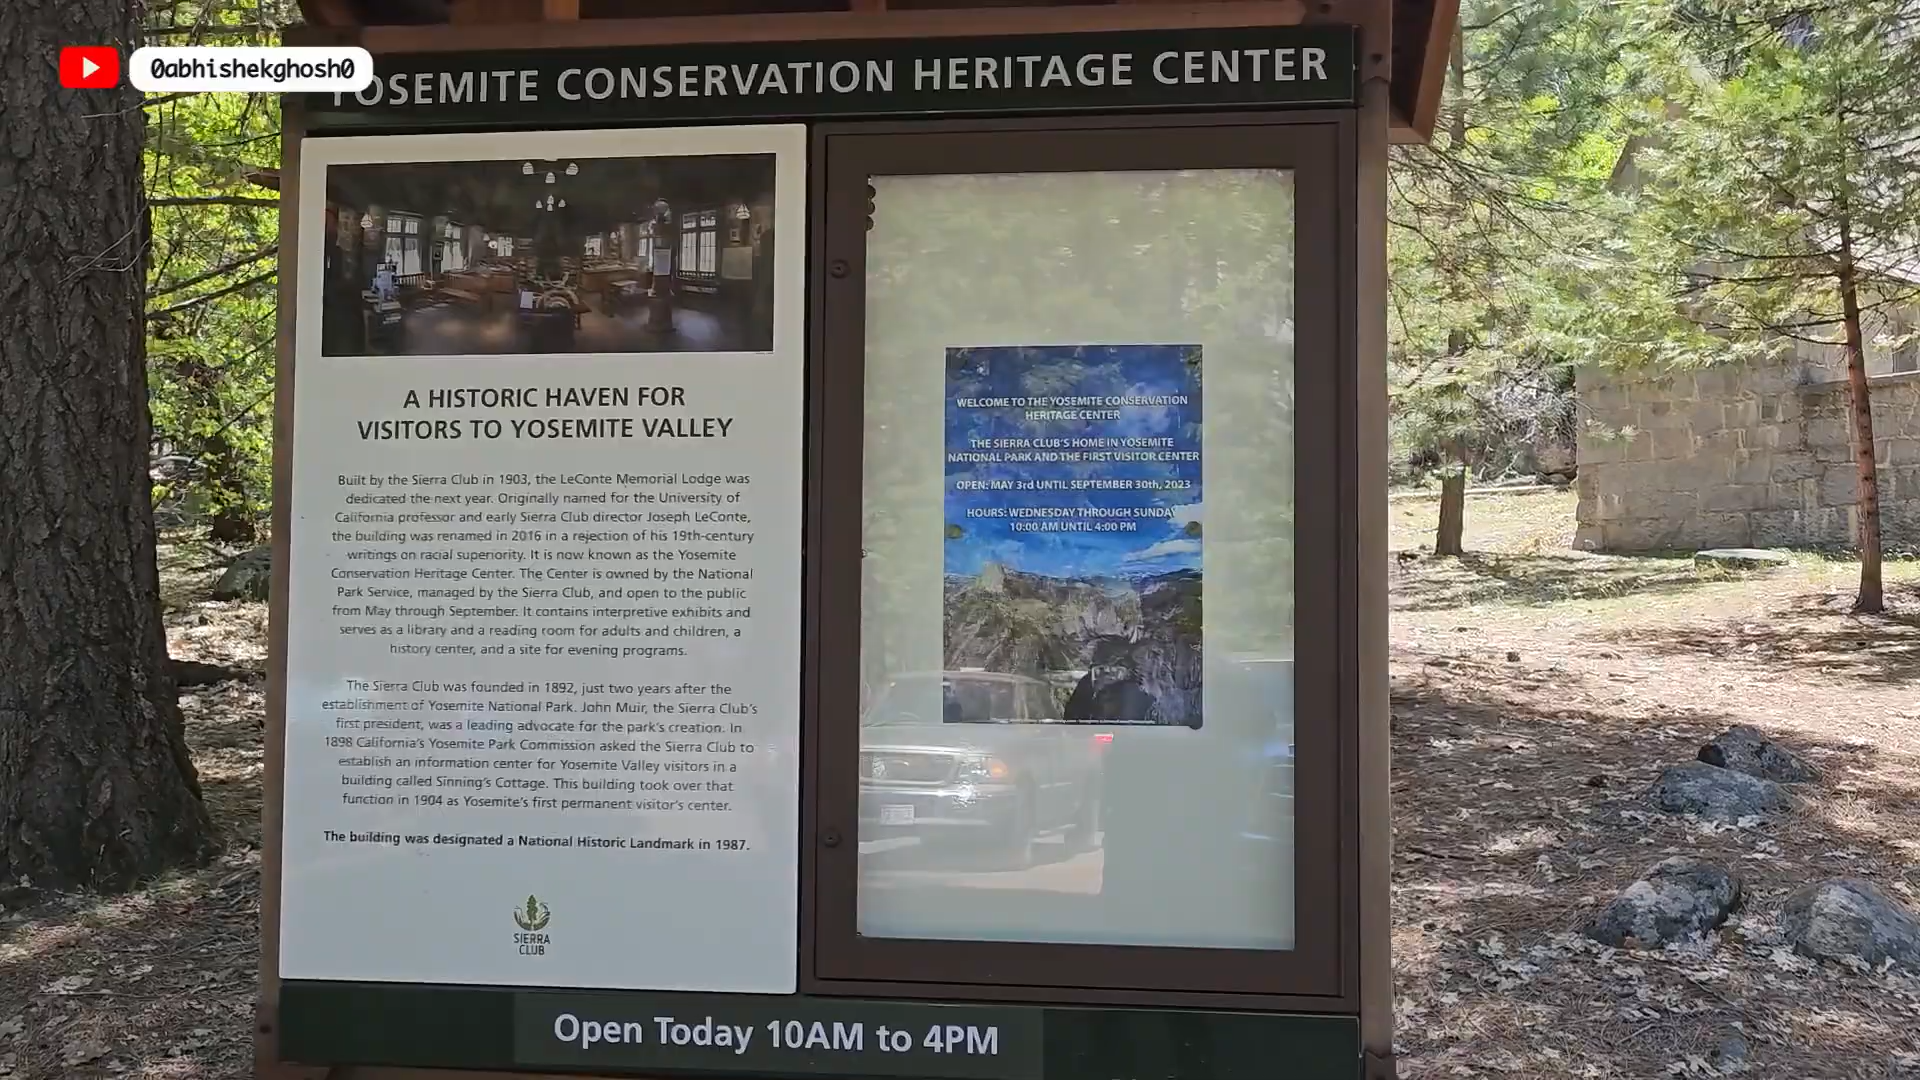 0abhishekghosh0
YOSEMITE CONSERVATION HERITAGE CENTER
A HISTORIC HAVEN FOR
VISITORS TO YOSEMITE VALLEY
Built by the Sierra Club in 1903, the LeConte Memorial Lodge was
dedicated the next year. Originally named for the University of
California professor and early Sierra Club director Joseph LeConte,
the building was renamed in 2016 in a rejection of his 19th-century
writings on racial superiority. It is now known as the Yosemite
Conservation Heritage Center. The Center is owned by the National
Park Service, managed by the Sierra Club, and open to the public
from May through September. It contains interpretive exhibits and
serves as a library and a reading room for adults and children, a
history center, and a site for evening programs.
The Sierra Club was founded in 1892, just two years after the
establishment of Yosemite National Park. John Muir, the Sierra Club's
first president, was a leading advocate for the park's creation. In
1898 California's Yosemite Park Commission asked the Sierra Club to
establish an information center for Yosemite Valley visitors in a
building called Sinning's Cottage. This building took over that
function in 1904 as Yosemite's first permanent visitor's center.
The building was designated a National Historic Landmark in 1987.
SIERRA
CLUB
WELCOME TO THE YOSEMITE CONSERVATION
HERITAGE CENTER
THE SIERRA CLUB'S HOME IN YOSEMITE
NATIONAL PARK AND THE FIRST VISITOR CENTER
OPEN: MAY 3rd UNTIL SEPTEMBER 30th, 2023
HOURS: WEDNESDAY THROUGH SUNDAY
10:00 AM UNTIL 4:00 PM
Open Today 10AM to 4PM